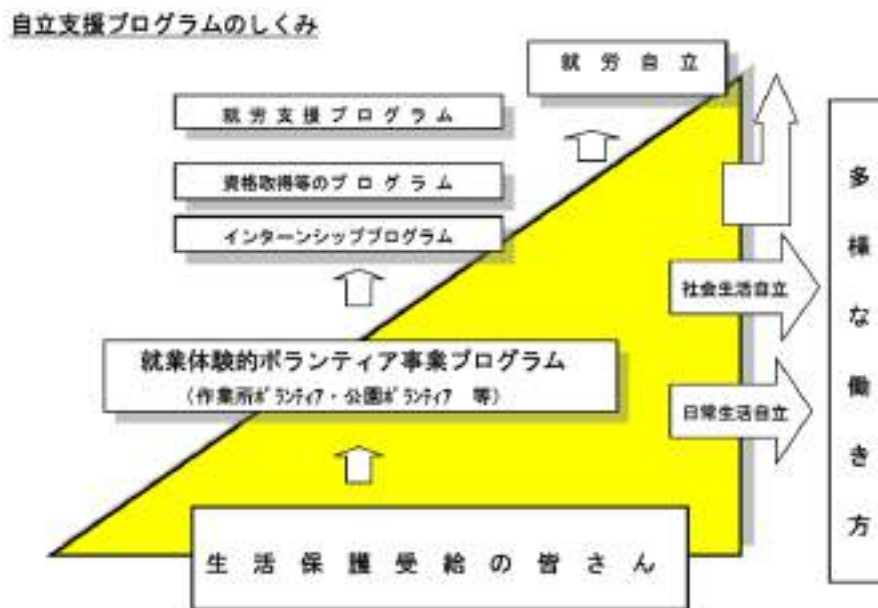 自立支援プログラムのしくみ
就労自立
就労支援プログラム
資格取得等のプログラム
インターンシッププログラム
就業体験的ボランティア事業プログラム
(作業所ボランティア・公園ボランティア 等)
生活保護受給の皆さん
社会生活自立
日常生活自立
多様な働き方